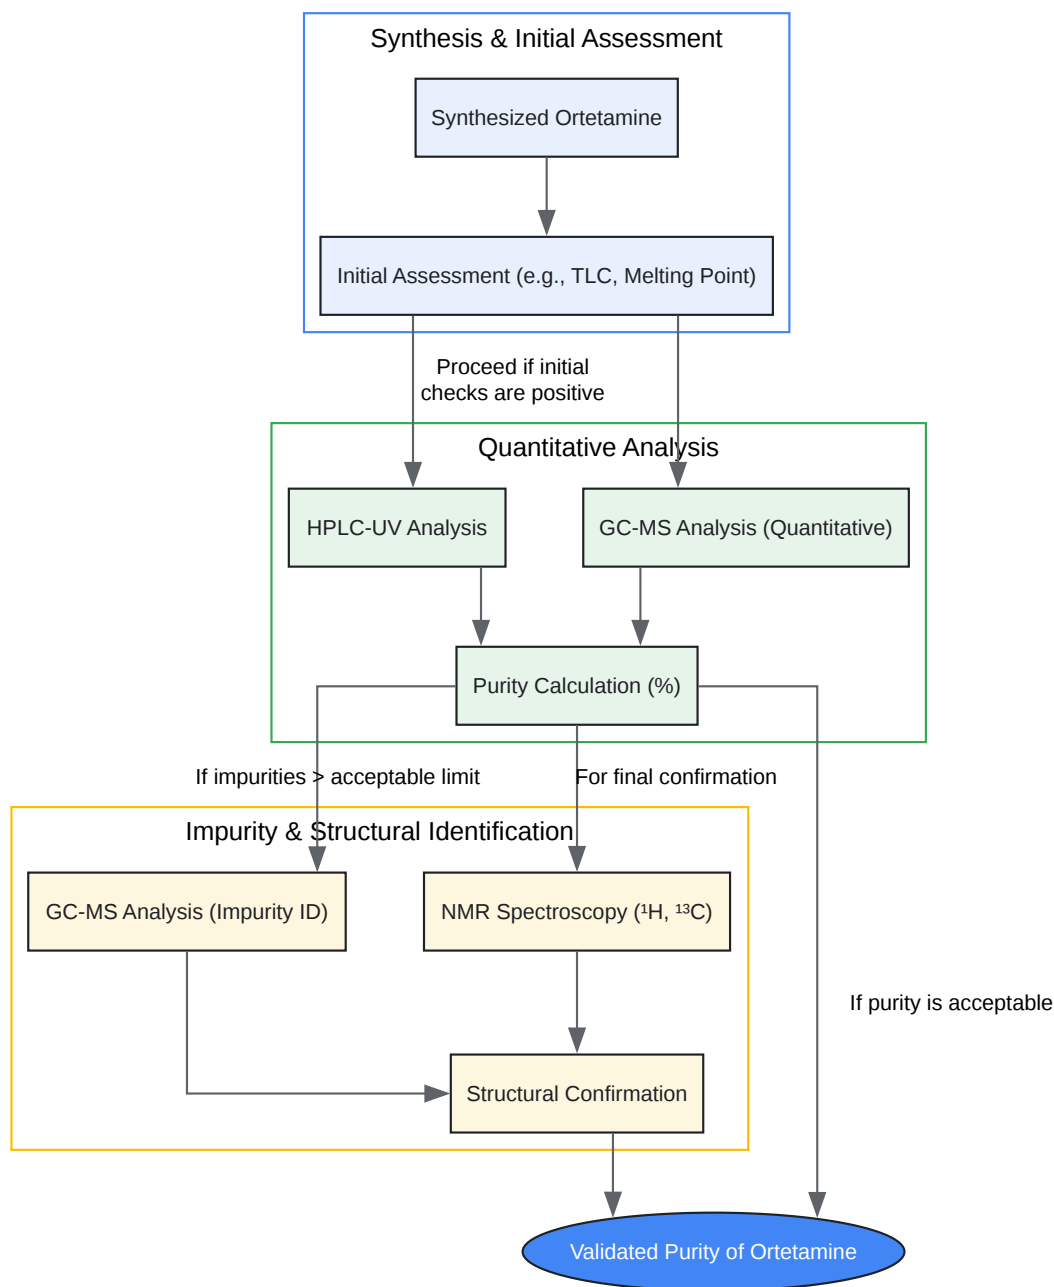 Synthesis & Initial Assessment
Synthesized Ortetamine
Initial Assessment (e.g., TLC, Melting Point)
Proceed if initial
checks are positive
Quantitative Analysis
HPLC-UV Analysis
GC-MS Analysis (Quantitative)
Purity Calculation (%)
If impurities > acceptable limit
For final confirmation
Impurity & Structural Identification
GC-MS Analysis (Impurity ID)
NMR Spectroscopy (¹H, ¹³C)
If purity is acceptable
Structural Confirmation
Validated Purity of Ortetamine